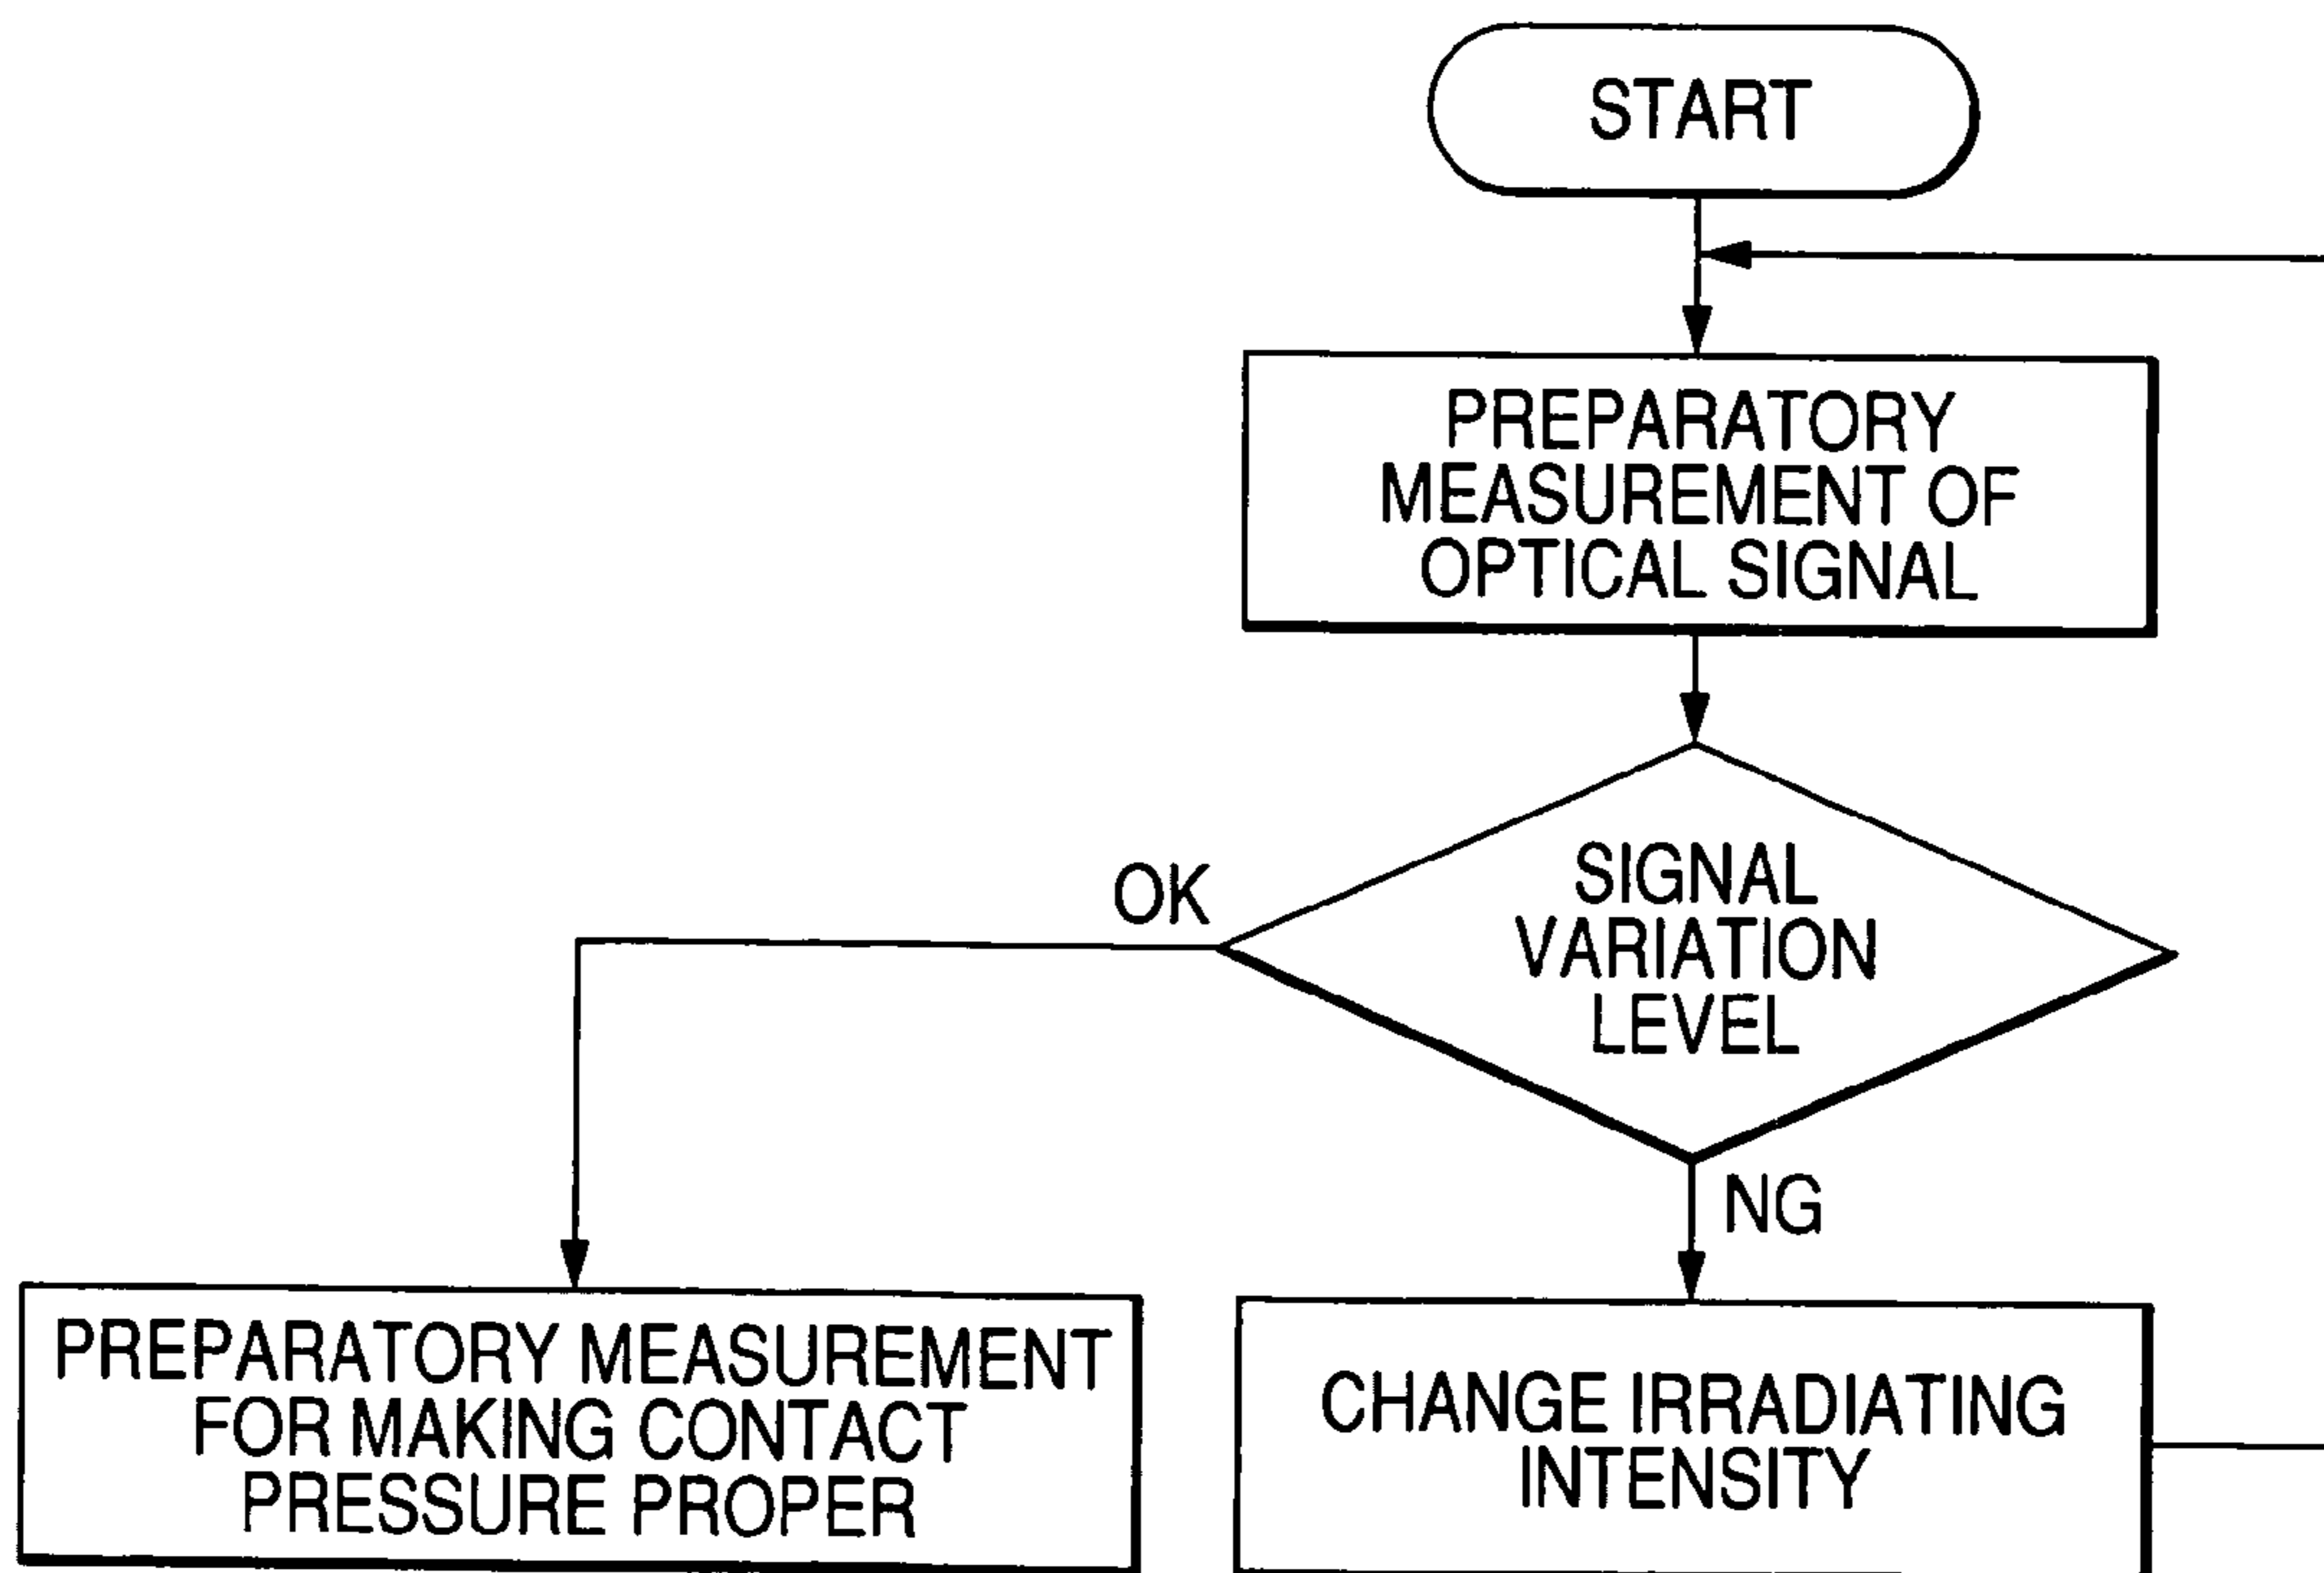 START
PREPARATORY
MEASUREMENT OF
OPTICAL SIGNAL
SIGNAL
VARIATION
LEVEL
OK
NG
PREPARATORY MEASUREMENT
FOR MAKING CONTACT
PRESSURE PROPER
CHANGE IRRADIATING
INTENSITY